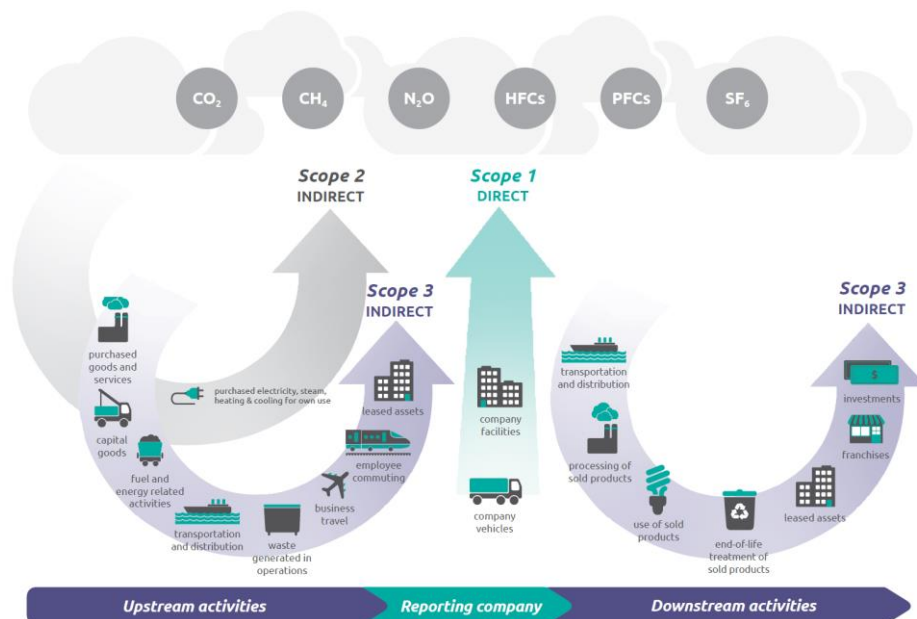 CO₂
CH₄
N₂O
HFCs
PFCs
SF₆
Scope 2
INDIRECT
Scope 1
DIRECT
Scope 3
INDIRECT
Scope 3
INDIRECT
purchased
goods and
services
capital
goods
fuel and
energy related
activities
transportation
and distribution
waste
generated in
operations
business
travel
employee
commuting
leased assets
purchased electricity, steam,
heating & cooling for own use
company
facilities
company
vehicles
transportation
and distribution
processing of
sold products
use of sold
products
end-of-life
treatment of
sold products
leased assets
franchises
$
investments
Upstream activities
Reporting company
Downstream activities